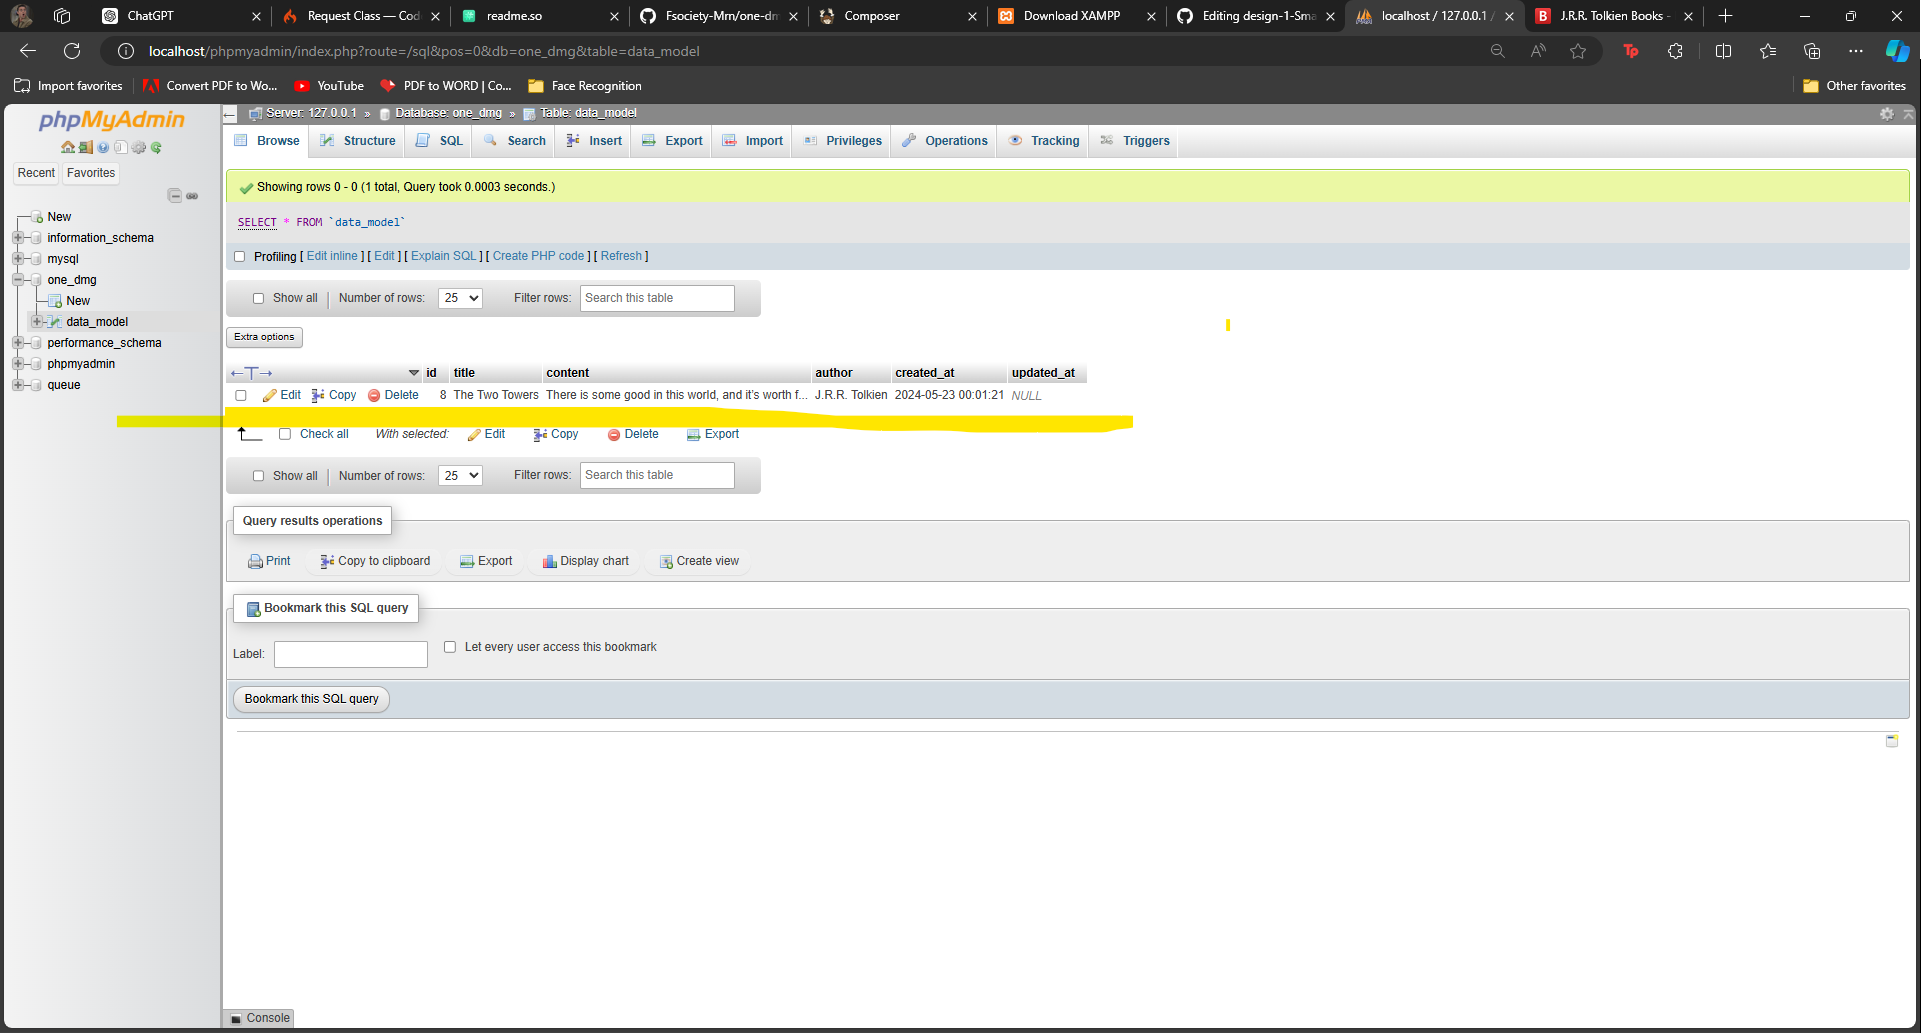 ChatGPT
Request Class — Cod
readme.so
Fsociety-Mrn/one-dm
Composer
Download XAMPP
Editing design-1-Sma
localhost / 127.0.0.1 /
J.R.R. Tolkien Books -
localhost/phpmyadmin/index.php?route=/sql&pos=0&db=one_dmg&table=data_model
Import favorites
Convert PDF to Wo...
YouTube
PDF to WORD | Co...
Face Recognition
Other favorites
phpMyAdmin
Recent Favorites
New
information_schema
mysql
one_dmg
New
data_model
performance_schema
phpmyadmin
queue
Server: 127.0.0.1 » Database: one_dmg » Table: data_model
Browse Structure SQL Search Insert Export Import Privileges Operations Tracking Triggers
Showing rows 0 - 0 (1 total, Query took 0.0003 seconds.)
SELECT * FROM `data_model`
Profiling [ Edit inline ] [ Edit ] [ Explain SQL ] [ Create PHP code ] [ Refresh ]
Show all | Number of rows: 25 Filter rows: Search this table
Extra options
←T→ id title content author created_at updated_at
Edit Copy Delete 8 The Two Towers There is some good in this world, and it's worth f... J.R.R. Tolkien 2024-05-23 00:01:21 NULL
Check all With selected: Edit Copy Delete Export
Show all | Number of rows: 25 Filter rows: Search this table
Query results operations
Print Copy to clipboard Export Display chart Create view
Bookmark this SQL query
Label: Let every user access this bookmark
Bookmark this SQL query
Console